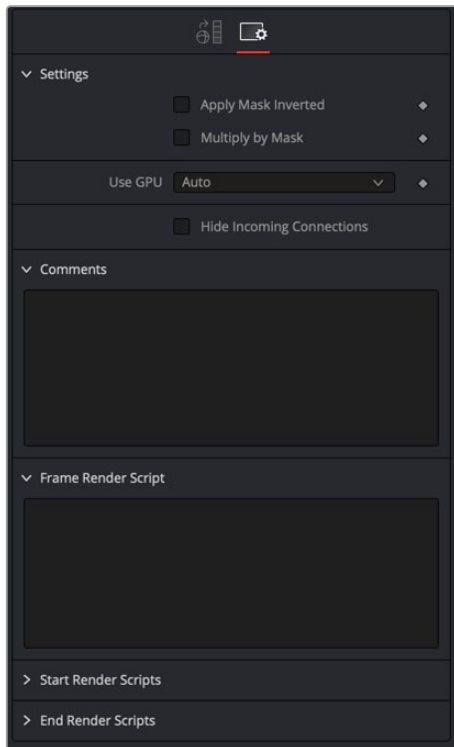 Settings
Apply Mask Inverted
Multiply by Mask
Use GPU Auto
Hide Incoming Connections
Comments
Frame Render Script
Start Render Scripts
End Render Scripts